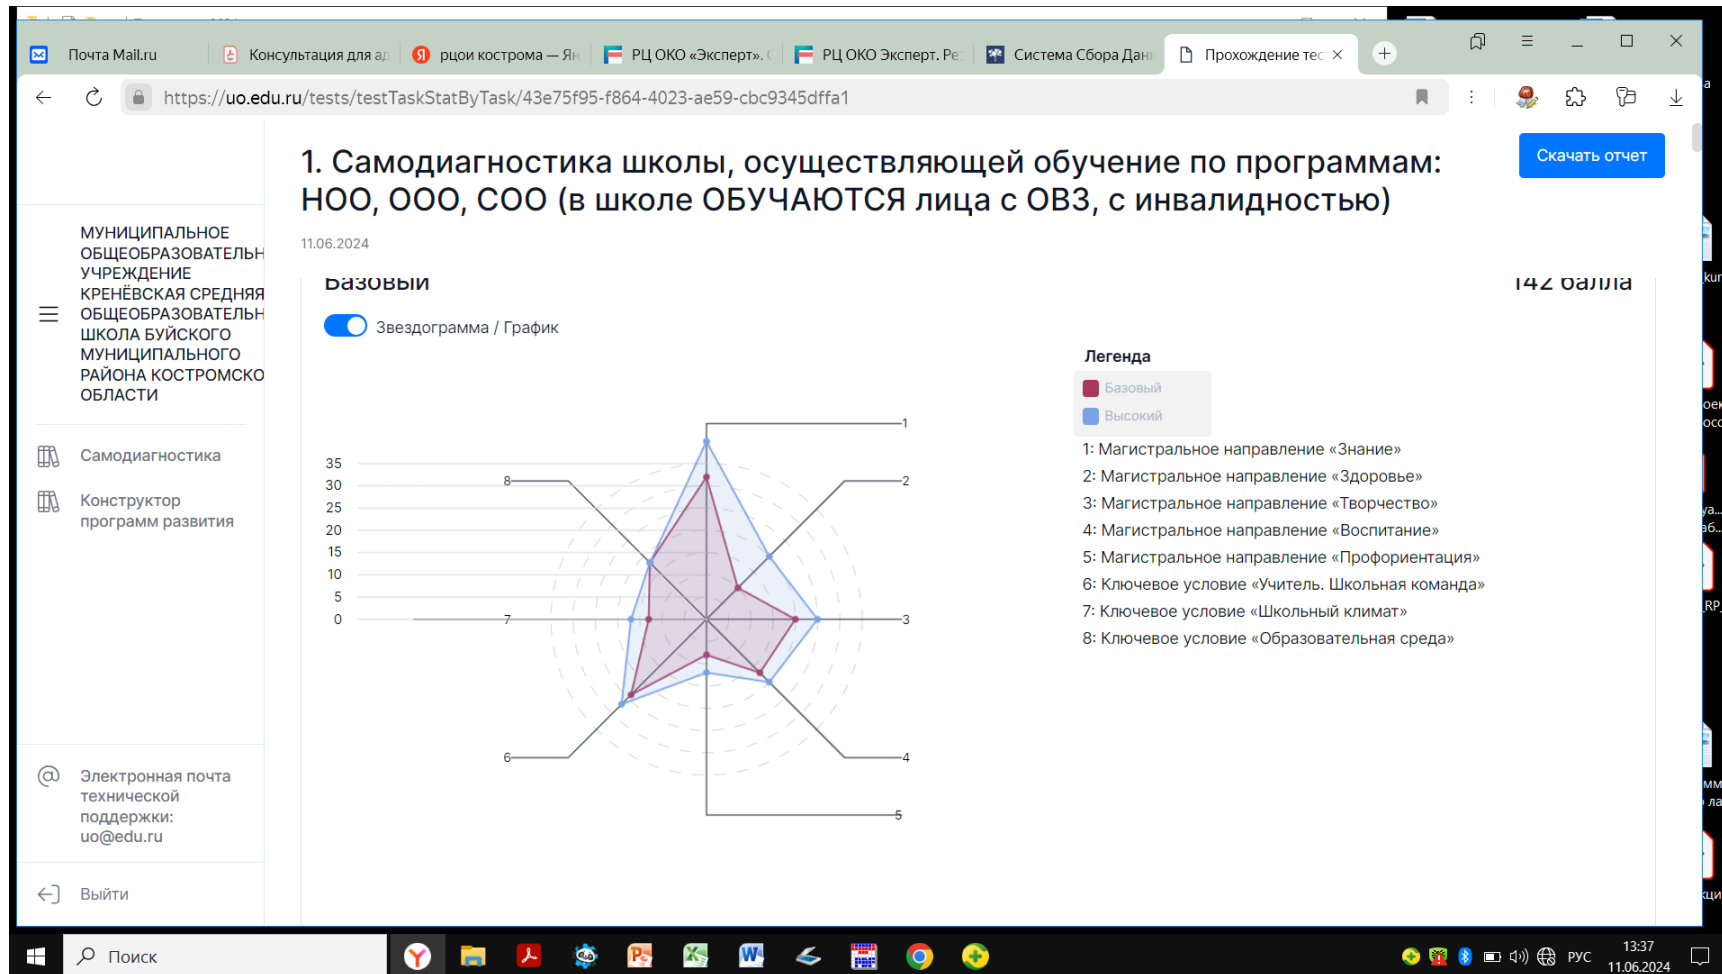 Почта Mail.ru
Консультация для ад
рцои кострома — Ян
РЦ ОКО «Эксперт». С
РЦ ОКО Эксперт. Рез
Система Сбора Данн
Прохождение тес
https://uo.edu.ru/tests/testTaskStatByTask/43e75f95-f864-4023-ae59-cbc9345dffa1
1. Самодиагностика школы, осуществляющей обучение по программам:
НОО, ООО, СОО (в школе ОБУЧАЮТСЯ лица с ОВЗ, с инвалидностью)
Скачать отчет
11.06.2024
МУНИЦИПАЛЬНОЕ
ОБЩЕОБРАЗОВАТЕЛЬН
УЧРЕЖДЕНИЕ
КРЕНЁВСКАЯ СРЕДНЯЯ
ОБЩЕОБРАЗОВАТЕЛЬН
ШКОЛА БУЙСКОГО
МУНИЦИПАЛЬНОГО
РАЙОНА КОСТРОМСКО
ОБЛАСТИ
Самодиагностика
Конструктор
программ развития
Электронная почта
технической
поддержки:
uo@edu.ru
Выйти
Базовый
142 балла
Звездограмма / График
35
30
25
20
15
10
5
0
1
2
3
4
5
6
7
8
Легенда
Базовый
Высокий
1: Магистральное направление «Знание»
2: Магистральное направление «Здоровье»
3: Магистральное направление «Творчество»
4: Магистральное направление «Воспитание»
5: Магистральное направление «Профориентация»
6: Ключевое условие «Учитель. Школьная команда»
7: Ключевое условие «Школьный климат»
8: Ключевое условие «Образовательная среда»
Поиск
РУС
13:37
11.06.2024